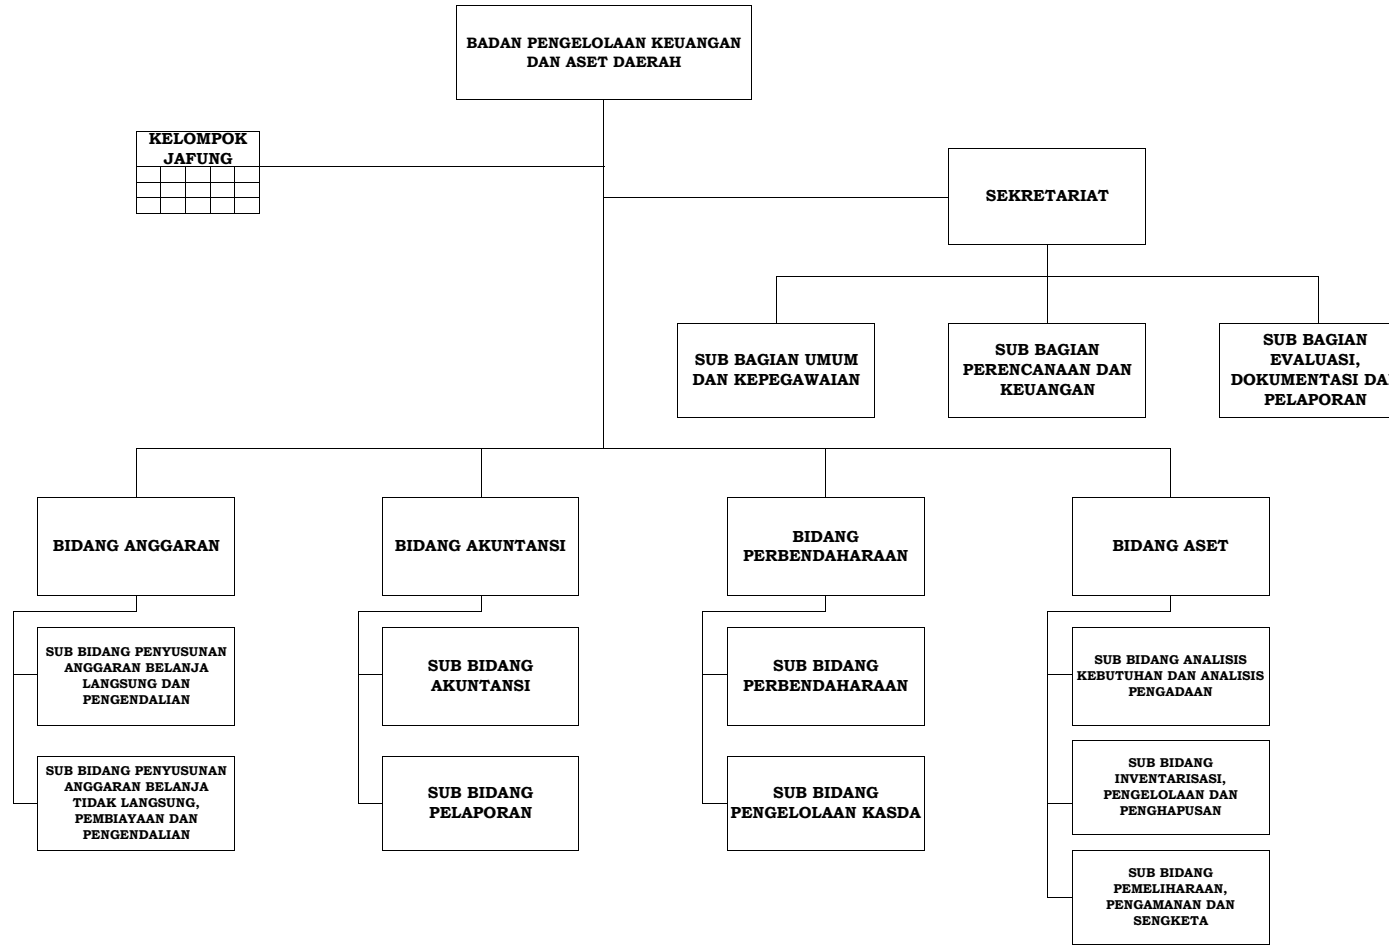 BADAN PENGELOLAAN KEUANGAN
DAN ASET DAERAH
KELOMPOK
JAFUNG
SEKRETARIAT
SUB BAGIAN UMUM
DAN KEPEGAWAIAN
SUB BAGIAN
PERENCANAAN DAN
KEUANGAN
SUB BAGIAN
EVALUASI,
DOKUMENTASI
PELAPORAN
BIDANG ANGGARAN
BIDANG AKUNTANSI
BIDANG
PERBENDAHARAAN
BIDANG ASET
SUB BIDANG PENYUSUNAN
ANGGARAN BELANJA
LANGSUNG DAN
PENGENDALIAN
SUB BIDANG
AKUNTANSI
SUB BIDANG
PERBENDAHARAAN
SUB BIDANG ANALISIS
KEBUTUHAN DAN ANALISIS
PENGADAAN
SUB BIDANG PENYUSUNAN
ANGGARAN BELANJA
TIDAK LANGSUNG,
PEMBIAYAAN DAN
PENGENDALIAN
SUB BIDANG
PELAPORAN
SUB BIDANG
PENGELOLAAN KASDA
SUB BIDANG
INVENTARISASI,
PENGELOLAAN DAN
PENGHAPUSAN
SUB BIDANG
PEMELIHARAAN,
PENGAMANAN DAN
SENGKETA